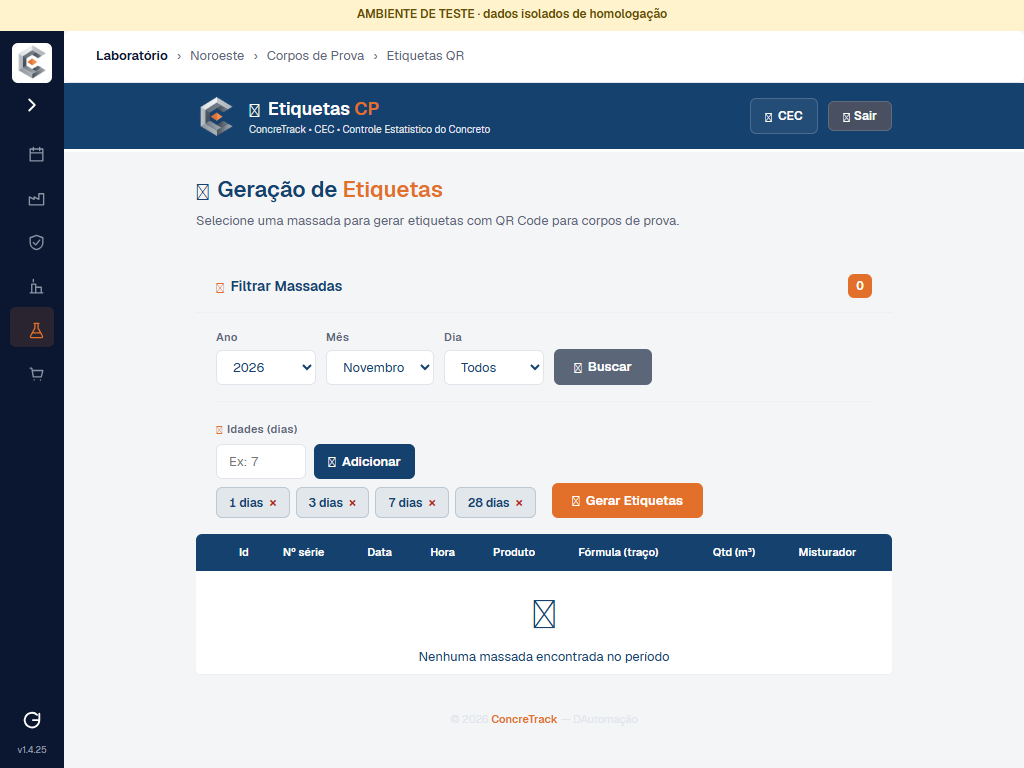 AMBIENTE DE TESTE · dados isolados de homologação
Laboratório › Noroeste › Corpos de Prova › Etiquetas QR
Etiquetas CP
ConcreTrack • CEC • Controle Estatístico do Concreto
CEC
Sair
Geração de Etiquetas
Selecione uma massada para gerar etiquetas com QR Code para corpos de prova.
Filtrar Massadas
0
Ano Mês Dia
2026 Novembro Todos Buscar
Idades (dias)
Ex: 7 Adicionar
1 dias × 3 dias × 7 dias × 28 dias × Gerar Etiquetas
Id Nº série Data Hora Produto Fórmula (traço) Qtd (m³) Misturador
Nenhuma massada encontrada no período
© 2026 ConcreTrack — DAutomação
v1.4.25